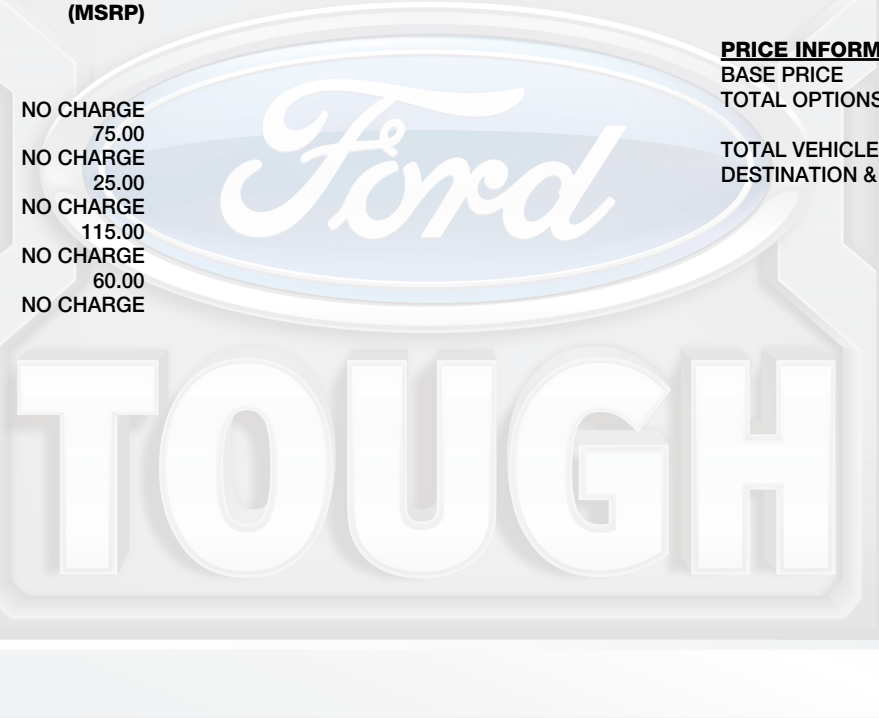 (MSRP)
NO CHARGE
75.00
NO CHARGE
25.00
NO CHARGE
115.00
NO CHARGE
60.00
NO CHARGE
PRICE INFORM
BASE PRICE
TOTAL OPTIONS
TOTAL VEHICLE
DESTINATION &
Ford
TOUGH